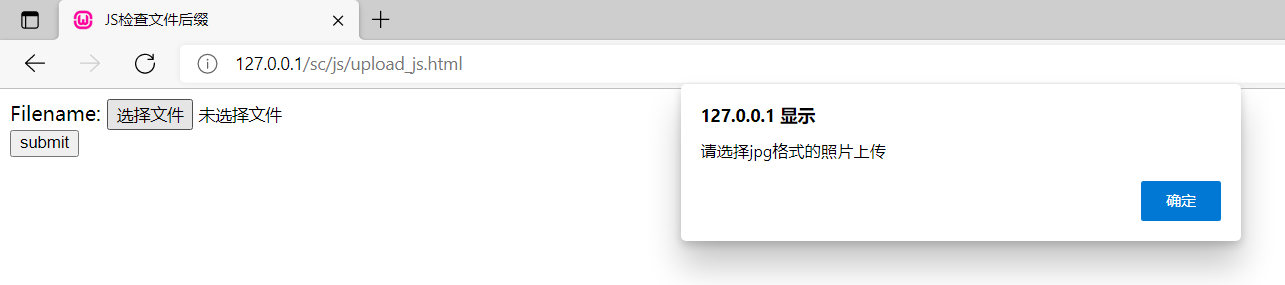 JS检查文件后缀
127.0.0.1/sc/js/upload_js.html
Filename: 选择文件 未选择文件
submit
127.0.0.1 显示
请选择jpg格式的照片上传
确定